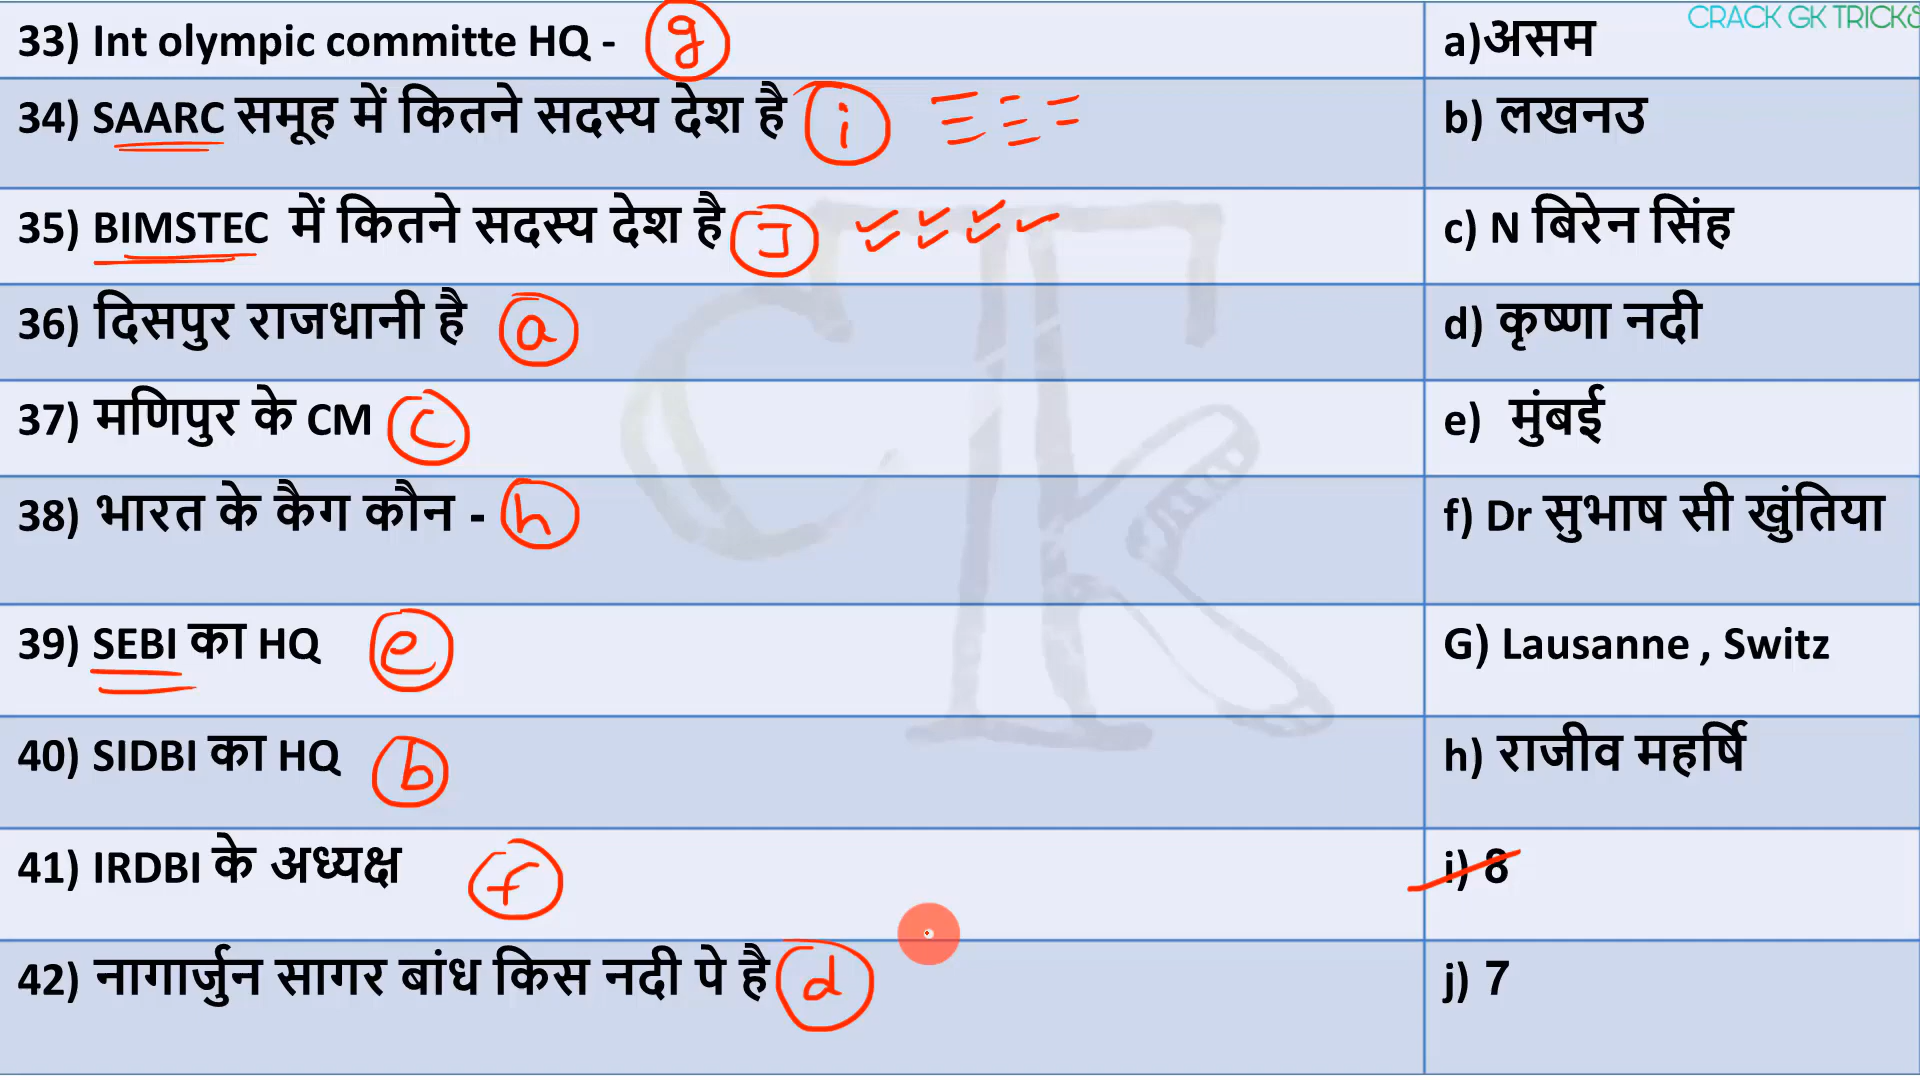 CRACK GK TRICKS
33) Int olympic committe HQ - g
a)असम
34) SAARC समूह में कितने सदस्य देश है i
b) लखनउ
35) BIMSTEC में कितने सदस्य देश है J
c) N बिरेन सिंह
36) दिसपुर राजधानी है a
d) कृष्णा नदी
37) मणिपुर के CM c
e) मुंबई
38) भारत के कैग कौन - h
f) Dr सुभाष सी खुंतिया
39) SEBI का HQ e
G) Lausanne , Switz
40) SIDBI का HQ b
h) राजीव महर्षि
41) IRDBI के अध्यक्ष f
i) 8
42) नागार्जुन सागर बांध किस नदी पे है d
j) 7
CTk